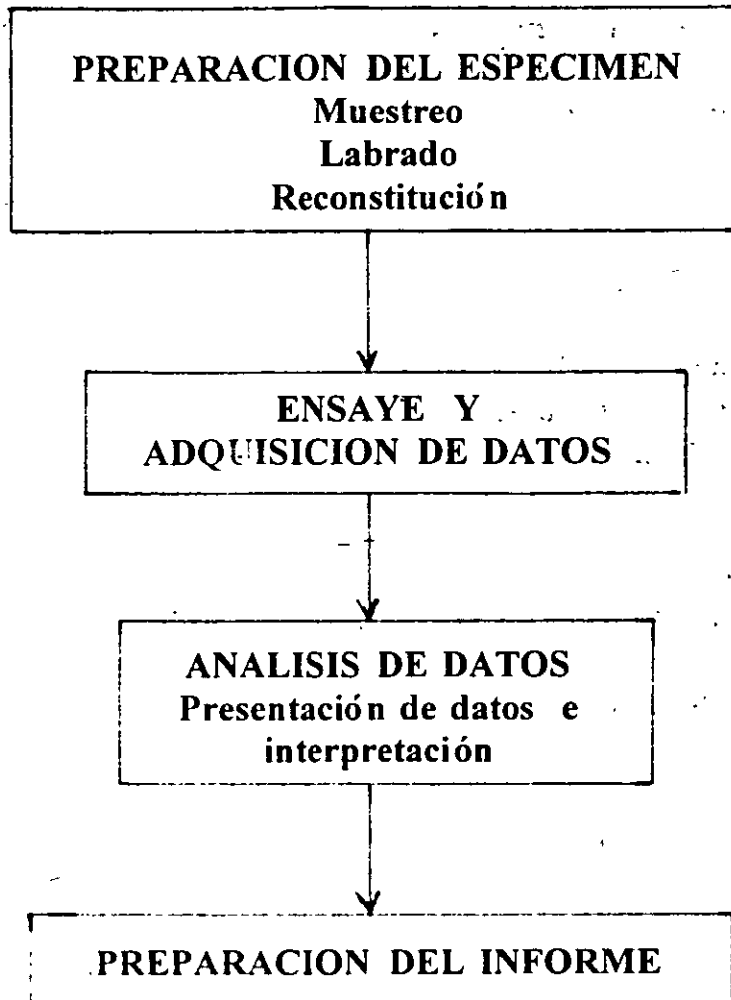 PREPARACION DEL ESPECIMEN
Muestreo
Labrado
Reconstitución
ENSAYE Y
ADQUISICION DE DATOS
ANALISIS DE DATOS
Presentación de datos e
interpretación
PREPARACION DEL INFORME